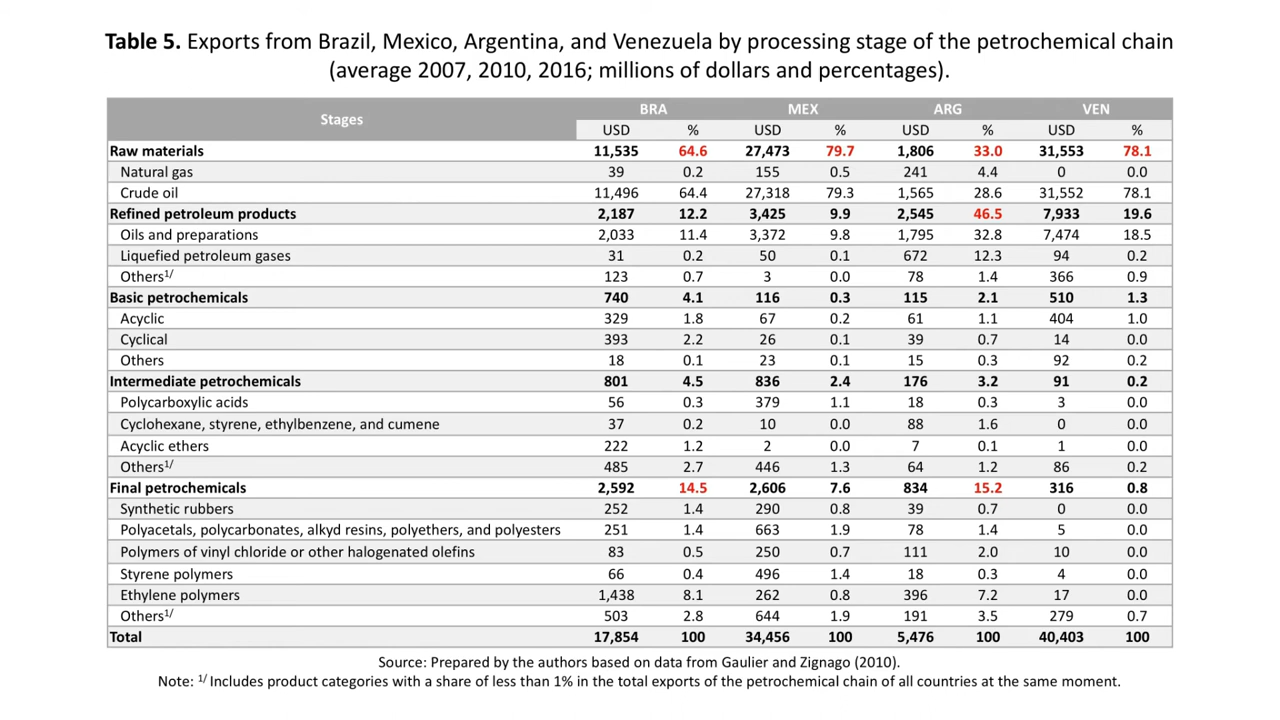 Table 5. Exports from Brazil, Mexico, Argentina, and Venezuela by processing stage of the petrochemical chain
(average 2007, 2010, 2016; millions of dollars and percentages).
Stages BRA MEX ARG VEN
USD % USD % USD % USD %
Raw materials 11,535 64.6 27,473 79.7 1,806 33.0 31,553 78.1
Natural gas 39 0.2 155 0.5 241 4.4 0 0.0
Crude oil 11,496 64.4 27,318 79.3 1,565 28.6 31,552 78.1
Refined petroleum products 2,187 12.2 3,425 9.9 2,545 46.5 7,933 19.6
Oils and preparations 2,033 11.4 3,372 9.8 1,795 32.8 7,474 18.5
Liquefied petroleum gases 31 0.2 50 0.1 672 12.3 94 0.2
Others1/ 123 0.7 3 0.0 78 1.4 366 0.9
Basic petrochemicals 740 4.1 116 0.3 115 2.1 510 1.3
Acyclic 329 1.8 67 0.2 61 1.1 404 1.0
Cyclical 393 2.2 26 0.1 39 0.7 14 0.0
Others 18 0.1 23 0.1 15 0.3 92 0.2
Intermediate petrochemicals 801 4.5 836 2.4 176 3.2 91 0.2
Polycarboxylic acids 56 0.3 379 1.1 18 0.3 3 0.0
Cyclohexane, styrene, ethylbenzene, and cumene 37 0.2 10 0.0 88 1.6 0 0.0
Acyclic ethers 222 1.2 2 0.0 7 0.1 1 0.0
Others1/ 485 2.7 446 1.3 64 1.2 86 0.2
Final petrochemicals 2,592 14.5 2,606 7.6 834 15.2 316 0.8
Synthetic rubbers 252 1.4 290 0.8 39 0.7 0 0.0
Polyacetals, polycarbonates, alkyd resins, polyethers, and polyesters 251 1.4 663 1.9 78 1.4 5 0.0
Polymers of vinyl chloride or other halogenated olefins 83 0.5 250 0.7 111 2.0 10 0.0
Styrene polymers 66 0.4 496 1.4 18 0.3 4 0.0
Ethylene polymers 1,438 8.1 262 0.8 396 7.2 17 0.0
Others1/ 503 2.8 644 1.9 191 3.5 279 0.7
Total 17,854 100 34,456 100 5,476 100 40,403 100
Source: Prepared by the authors based on data from Gaulier and Zignago (2010).
Note: 1/ Includes product categories with a share of less than 1% in the total exports of the petrochemical chain of all countries at the same moment.